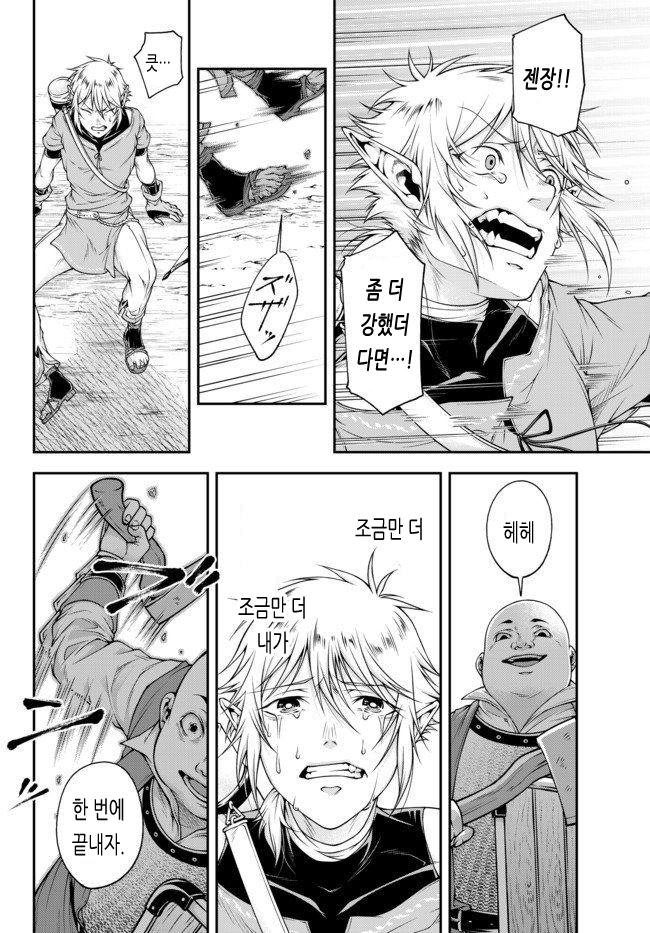 젠장!!
좀 더
강했더
다면…!
ズザッ
큿…
헤헤
조금만 더
조금만 더
내가
한 번에
끝내자.